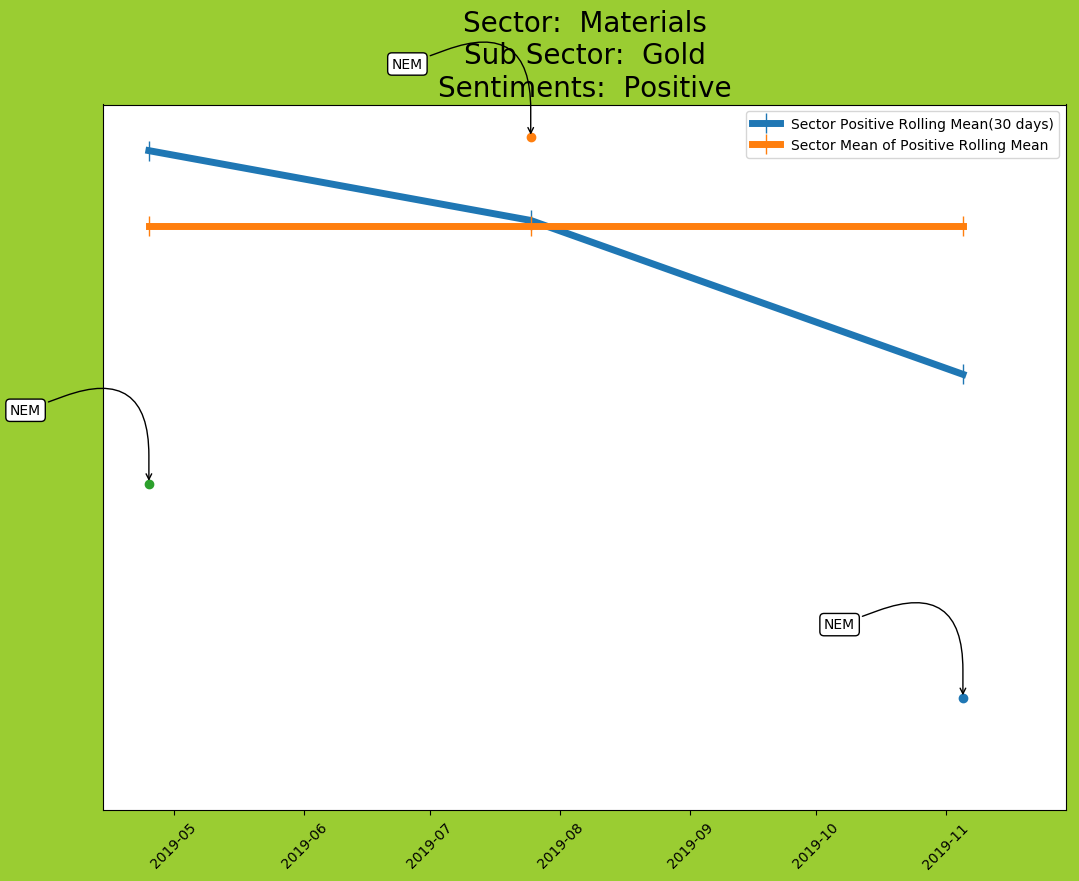 Sector:  Materials
Sub Sector:  Gold
Sentiments:  Positive
NEM
Sector Positive Rolling Mean(30 days)
Sector Mean of Positive Rolling Mean
NEM
NEM
2019-05
2019-06
2019-07
2019-08
2019-09
2019-10
2019-11